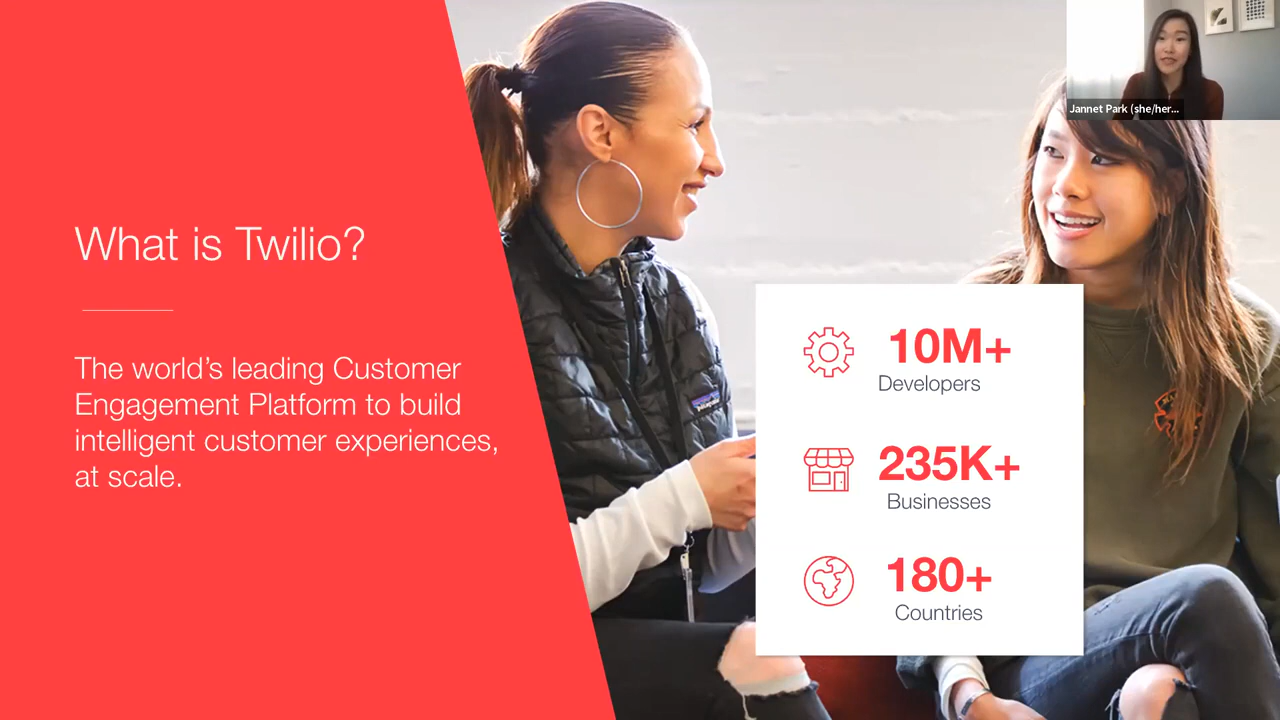 What is Twilio?
The world’s leading Customer
Engagement Platform to build
intelligent customer experiences,
at scale.
10M+
Developers
235K+
Businesses
180+
Countries
Jannet Park (she/her...
patagonia